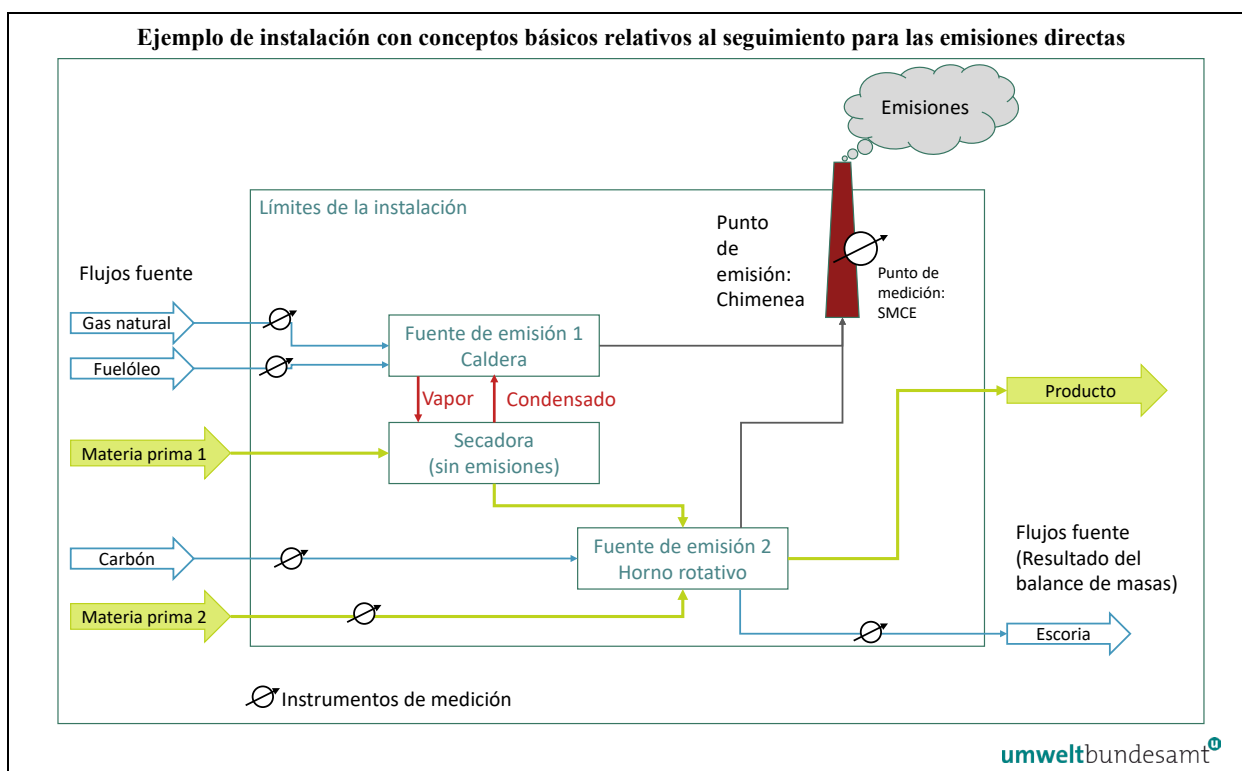 Ejemplo de instalación con conceptos básicos relativos al seguimiento para las emisiones directas
Emisiones
Límites de la instalación
Punto
de
emisión:
Chimenea
Punto de
medición:
SMCE
Flujos fuente
Gas natural
Fuelóleo
Fuente de emisión 1
Caldera
Vapor
Condensado
Producto
Materia prima 1
Secadora
(sin emisiones)
Carbón
Fuente de emisión 2
Horno rotativo
Flujos fuente
(Resultado del
balance de masas)
Materia prima 2
Escoria
Instrumentos de medición
umweltbundesamt
u